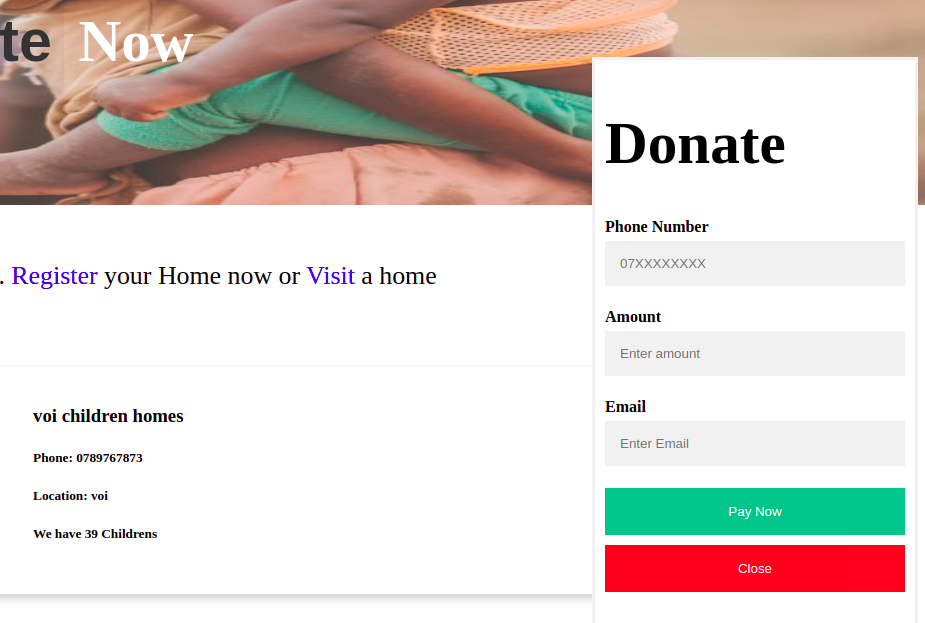 te Now
. Register your Home now or Visit a home
voi children homes
Phone: 0789767873
Location: voi
We have 39 Childrens
Donate
Phone Number
07XXXXXXXX
Amount
Enter amount
Email
Enter Email
Pay Now
Close